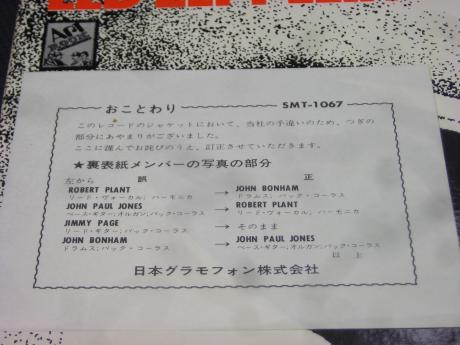 おことわり SMT-1067
このレコードのジャケットにおいて、当社の手違いのため、つぎの
部分にあやまりがございました。
ここに謹んでお詫びのうえ、訂正させていただきます。
★裏表紙メンバーの写真の部分
左から 誤 正
ROBERT PLANT → JOHN BONHAM
リード・ヴォーカル; ハーモニカ ドラムス; バック・コーラス
JOHN PAUL JONES → ROBERT PLANT
ベース・ギター; オルガン; バック・コーラス リード・ヴォーカル; ハーモニカ
JIMMY PAGE → そのまま
リード・ギター; バック・コーラス
JOHN BONHAM → JOHN PAUL JONES
ドラムス; バック・コーラス ベース・ギター; オルガン; バック・コーラス
以上
日本グラモフォン株式会社